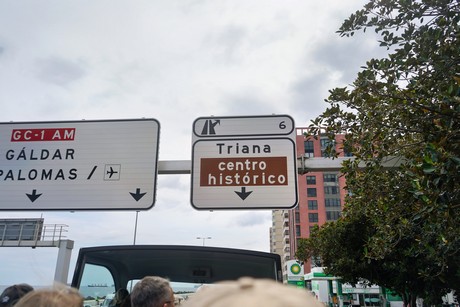 GC-1 AM
GÁLDAR
PALOMAS /
6
Triana
centro
histórico